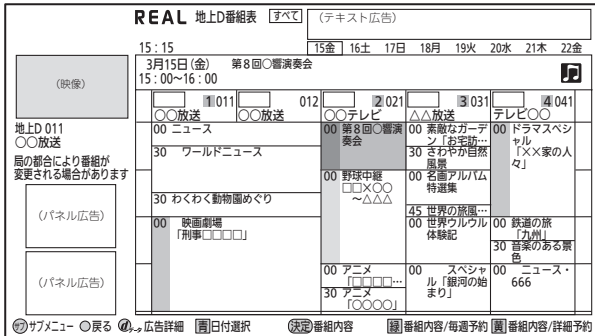 REAL 地上D番組表 すべて (テキスト広告)
15：15 15金 16土 17日 18月 19火 20水 21木 22金
3月15日(金) 第8回〇響演奏会
15：00～16：00
(映像)
1 011 012 2 021 3 031 4 041
〇〇放送 〇〇放送 〇〇テレビ △△放送 テレビ〇〇
地上D 011
〇〇放送
局の都合により番組が
変更される場合があります
(パネル広告)
(パネル広告)
00 ニュース
30 ワールドニュース
30 わくわく動物園めぐり
00 映画劇場
「刑事□□□□」
00 第8回〇響演
奏会
00 野球中継
□□×〇〇
～△△△
00 アニメ
「□□□□…
30 アニメ
「〇〇〇〇」
00 素敵なガーデ
ン「お宅訪…
30 さわやか自然
風景
00 名画アルバム
特選集
45 世界の旅風…
00 世界ウルウル
体験記
00 スペシャ
ル「銀河の始
まり」
00 ドラマスペシ
ャル
「××家の人
々」
00 鉄道の旅
「九州」
30 音楽のある景
色
00 ニュース・
666
サブ サブメニュー 戻る d 広告詳細 青 日付選択 決定 番組内容 緑 番組内容/毎週予約 黄 番組内容/詳細予約